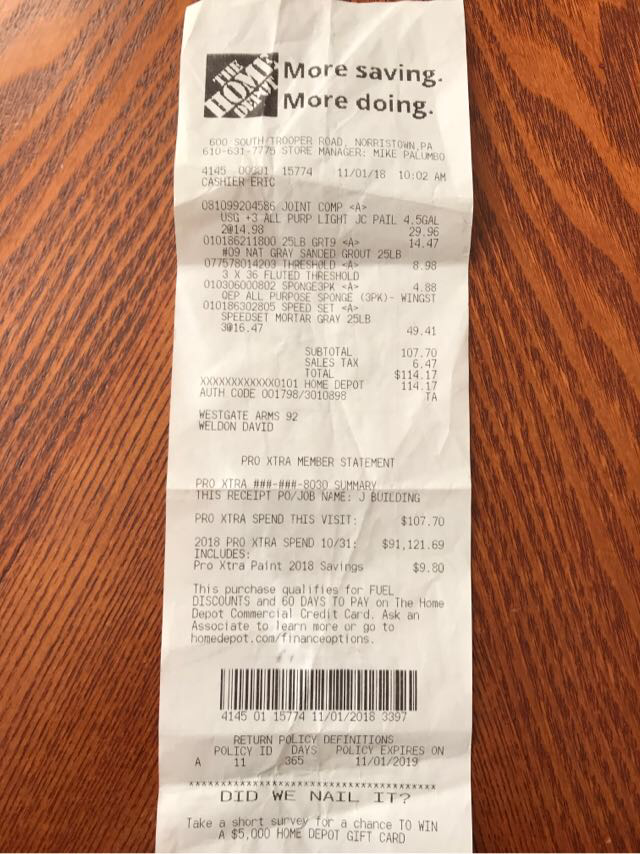 THE
HOME
DEPOT
More saving.
More doing.
600 SOUTH TROOPER ROAD, NORRISTOWN,PA
610-631-7775 STORE MANAGER: MIKE PALUMBO
4145 00001 15774 11/01/18 10:02 AM
CASHIER ERIC
081099204586 JOINT COMP <A>
USG +3 ALL PURP LIGHT JC PAIL 4.5GAL
2@14.98 29.96
010186211800 25LB GRT9 <A> 14.47
#09 NAT GRAY SANDED GROUT 25LB
077578014203 THRESHOLD <A> 8.98
3 X 36 FLUTED THRESHOLD
010306000802 SPONGE3PK <A> 4.88
QEP ALL PURPOSE SPONGE (3PK)- WINGST
010186302805 SPEED SET <A>
SPEEDSET MORTAR GRAY 25LB
3@16.47 49.41
SUBTOTAL 107.70
SALES TAX 6.47
TOTAL $114.17
XXXXXXXXXXXX0101 HOME DEPOT 114.17
AUTH CODE 001798/3010898 TA
WESTGATE ARMS 92
WELDON DAVID
PRO XTRA MEMBER STATEMENT
PRO XTRA ###-###-8030 SUMMARY
THIS RECEIPT PO/JOB NAME: J BUILDING
PRO XTRA SPEND THIS VISIT: $107.70
2018 PRO XTRA SPEND 10/31: $91,121.69
INCLUDES:
Pro Xtra Paint 2018 Savings $9.80
This purchase qualifies for FUEL
DISCOUNTS and 60 DAYS TO PAY on The Home
Depot Commercial Credit Card. Ask an
Associate to learn more or go to
homedepot.com/financeoptions.
4145 01 15774 11/01/2018 3397
RETURN POLICY DEFINITIONS
POLICY ID DAYS POLICY EXPIRES ON
A 11 365 11/01/2019
DID WE NAIL IT?
Take a short survey for a chance TO WIN
A $5,000 HOME DEPOT GIFT CARD